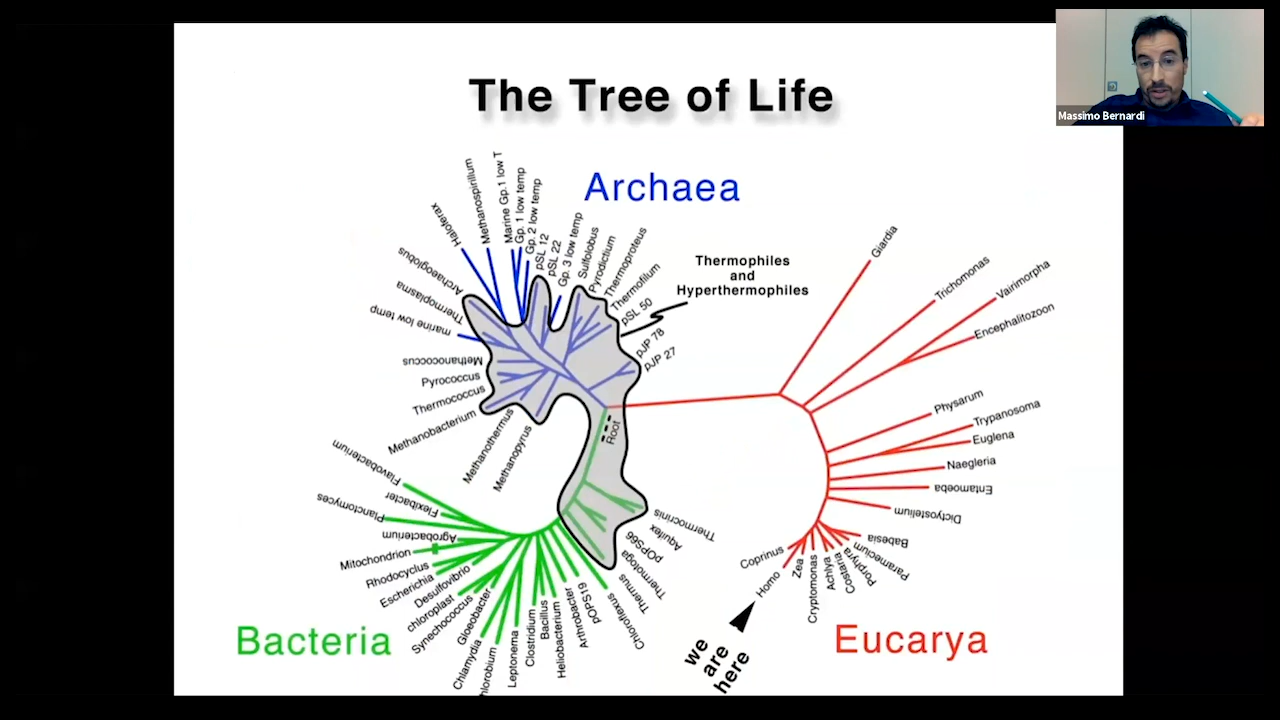 Massimo Bernardi
The Tree of Life
Archaea
Haloferax
Methanospirillum
Marine Gp.1 low T
Gp. 1 low temp
Gp. 2 low temp
pSL 12
pSL 22
Gp. 3 low temp
Sulfolobus
Pyrodictium
Thermoproteus
Thermofilum
pSL 50
pJP 78
pJP 27
Thermophiles
and
Hyperthermophiles
Archaeoglobus
Thermoplasma
marine low temp
Methanococcus
Pyrococcus
Thermococcus
Methanobacterium
Methanothermus
Methanopyrus
Root
Giardia
Trichomonas
Vairimorpha
Encephalitozoon
Physarum
Trypanosoma
Euglena
Naegleria
Entamoeba
Dictyostelium
Babesia
Paramecium
Porphyra
Costaria
Achlya
Cryptomonas
Zea
Homo
Coprinus
we
are
here
Eucarya
Flavobacterium
Flexibacter
Planctomyces
Agrobacterium
Mitochondrion
Rhodocyclus
Escherichia
Desulfovibrio
chloroplast
Synechococcus
Gloeobacter
Chlamydia
hlorobium
Leptonema
Clostridium
Bacillus
Heliobacterium
Arthrobacter
pOPS19
Chloroflexus
Thermus
Thermotoga
pOPS66
Aquifex
Thermocrinis
Bacteria